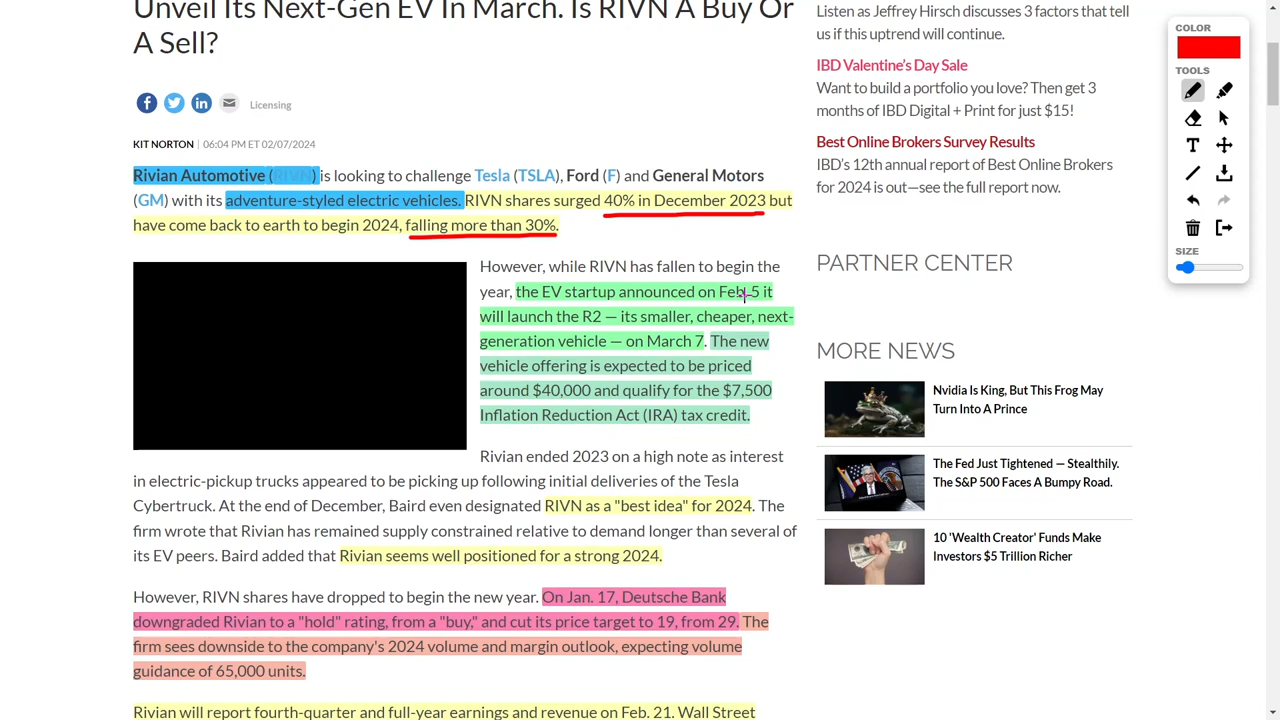 Unveil Its Next-Gen EV In March. Is RIVN A Buy Or
A Sell?
Licensing
KIT NORTON | 06:04 PM ET 02/07/2024
Rivian Automotive (RIVN) is looking to challenge Tesla (TSLA), Ford (F) and General Motors
(GM) with its adventure-styled electric vehicles. RIVN shares surged 40% in December 2023 but
have come back to earth to begin 2024, falling more than 30%.
However, while RIVN has fallen to begin the
year, the EV startup announced on Feb. 5 it
will launch the R2 — its smaller, cheaper, next-
generation vehicle — on March 7. The new
vehicle offering is expected to be priced
around $40,000 and qualify for the $7,500
Inflation Reduction Act (IRA) tax credit.
Rivian ended 2023 on a high note as interest
in electric-pickup trucks appeared to be picking up following initial deliveries of the Tesla
Cybertruck. At the end of December, Baird even designated RIVN as a "best idea" for 2024. The
firm wrote that Rivian has remained supply constrained relative to demand longer than several of
its EV peers. Baird added that Rivian seems well positioned for a strong 2024.
However, RIVN shares have dropped to begin the new year. On Jan. 17, Deutsche Bank
downgraded Rivian to a "hold" rating, from a "buy," and cut its price target to 19, from 29. The
firm sees downside to the company's 2024 volume and margin outlook, expecting volume
guidance of 65,000 units.
Rivian will report fourth-quarter and full-year earnings and revenue on Feb. 21. Wall Street
Listen as Jeffrey Hirsch discusses 3 factors that tell
us if this uptrend will continue.
IBD Valentine's Day Sale
Want to build a portfolio you love? Then get 3
months of IBD Digital + Print for just $15!
Best Online Brokers Survey Results
IBD's 12th annual report of Best Online Brokers
for 2024 is out—see the full report now.
PARTNER CENTER
MORE NEWS
Nvidia Is King, But This Frog May
Turn Into A Prince
The Fed Just Tightened — Stealthily.
The S&P 500 Faces A Bumpy Road.
10 'Wealth Creator' Funds Make
Investors $5 Trillion Richer
COLOR
TOOLS
SIZE